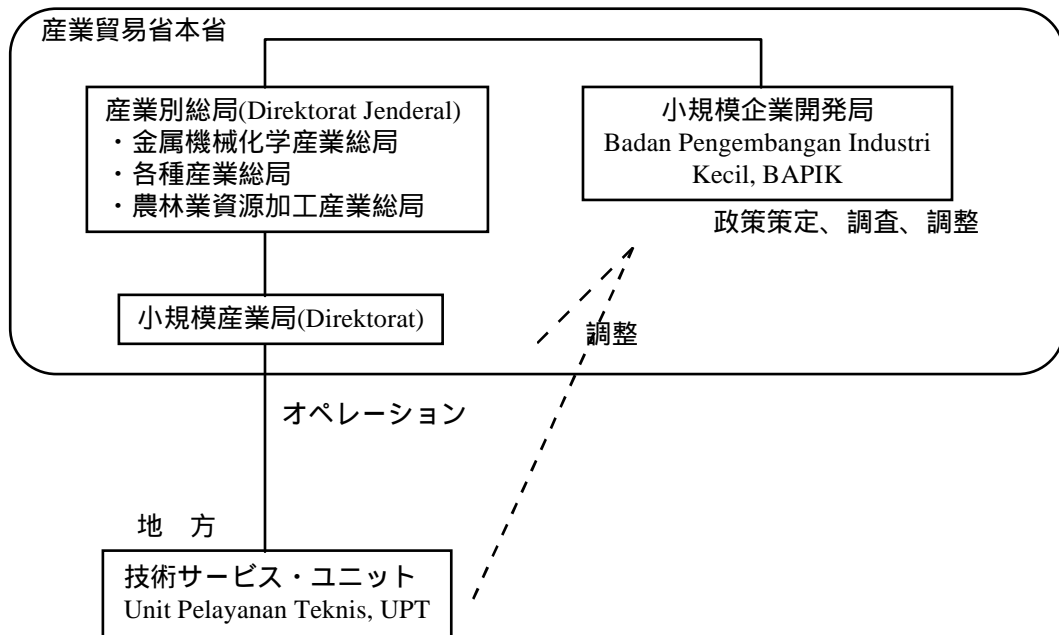 産業貿易省本省
産業別総局(Direktorat Jenderal)
・金属機械化学産業総局
・各種産業総局
・農林業資源加工産業総局
小規模企業開発局
Badan Pengembangan Industri
Kecil, BAPIK
政策策定、調査、調整
小規模産業局(Direktorat)
調整
オペレーション
地　方
技術サービス・ユニット
Unit Pelayanan Teknis, UPT